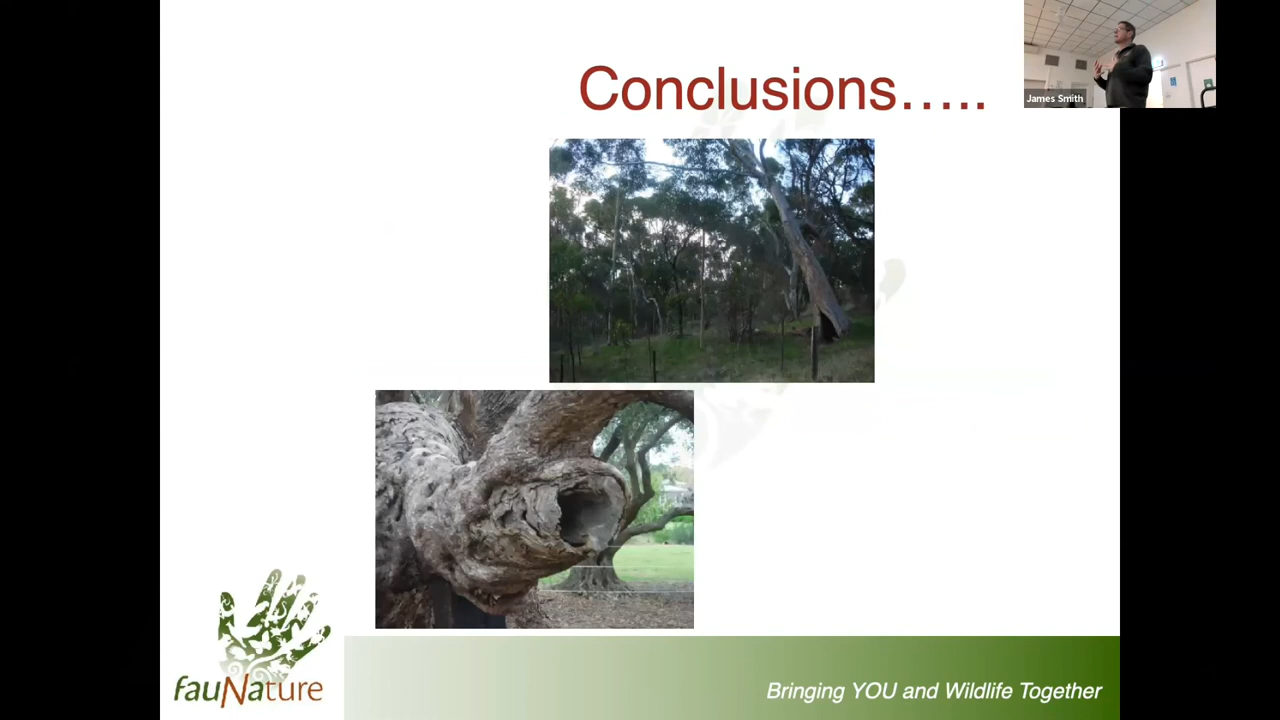 Conclusions…..
James Smith
fauNature
Bringing YOU and Wildlife Together